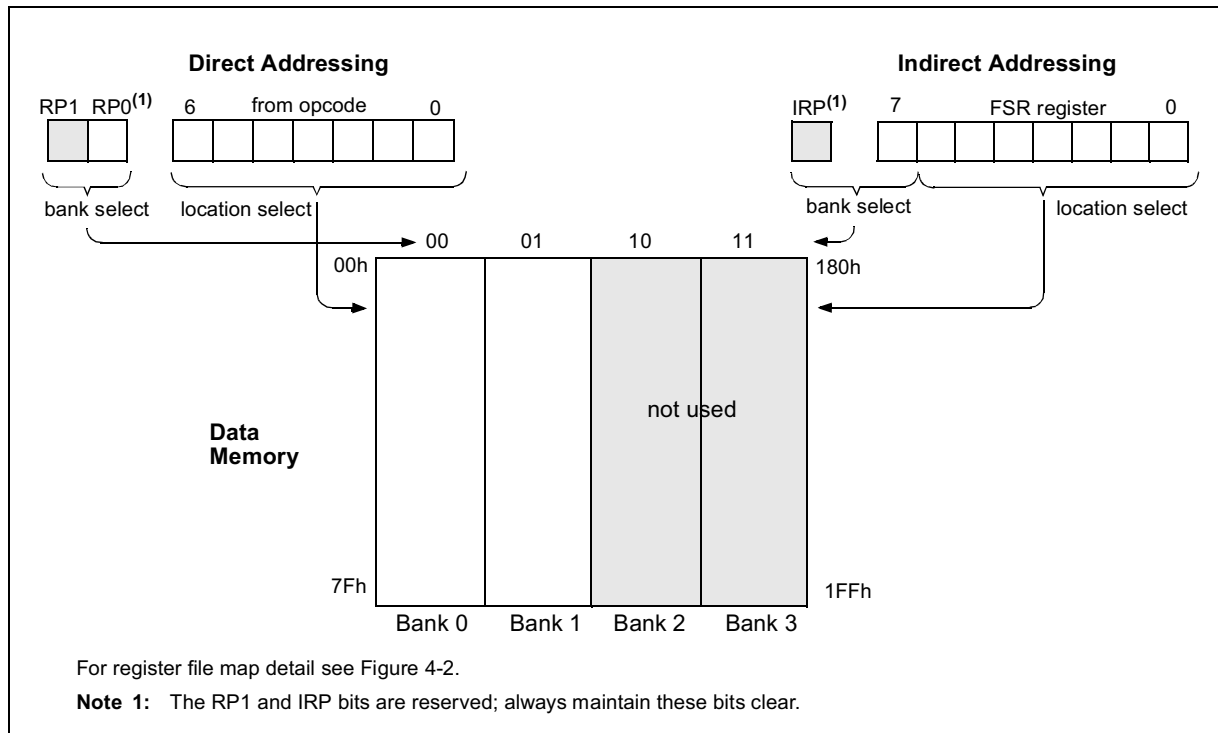 Direct Addressing
Indirect Addressing
RP1 RP0(1) 6 from opcode 0
IRP(1) 7 FSR register 0
bank select location select
bank select location select
00 01 10 11
00h 180h
not used
Data
Memory
7Fh 1FFh
Bank 0 Bank 1 Bank 2 Bank 3
For register file map detail see Figure 4-2.
Note 1: The RP1 and IRP bits are reserved; always maintain these bits clear.